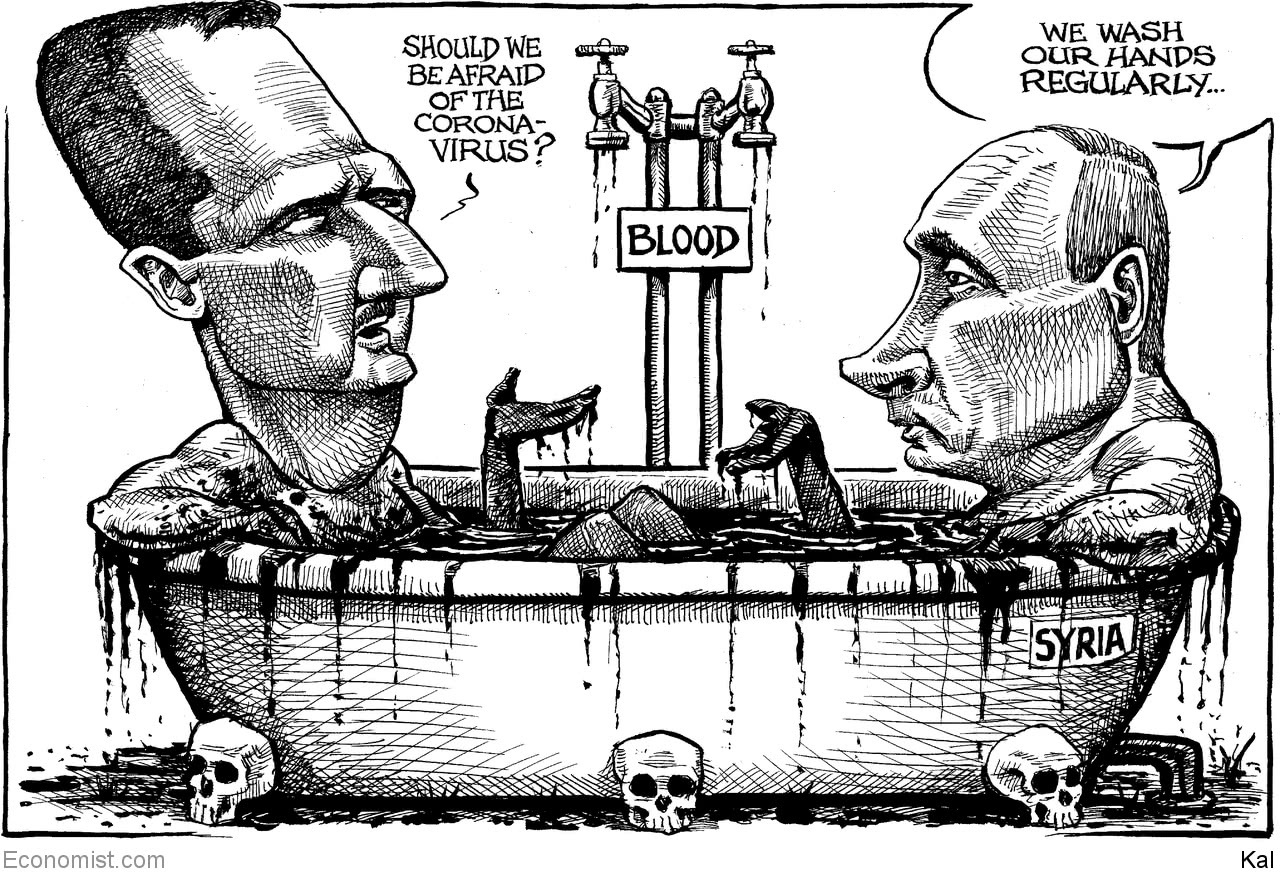 SHOULD WE
BE AFRAID
OF THE
CORONA-
VIRUS?
WE WASH
OUR HANDS
REGULARLY...
BLOOD
SYRIA
Economist.com
Kal